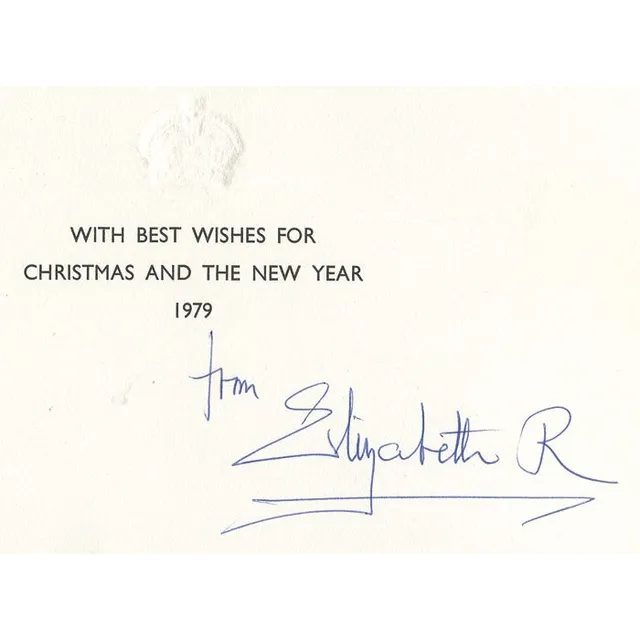 WITH BEST WISHES FOR
CHRISTMAS AND THE NEW YEAR
1979
from
Elizabeth R